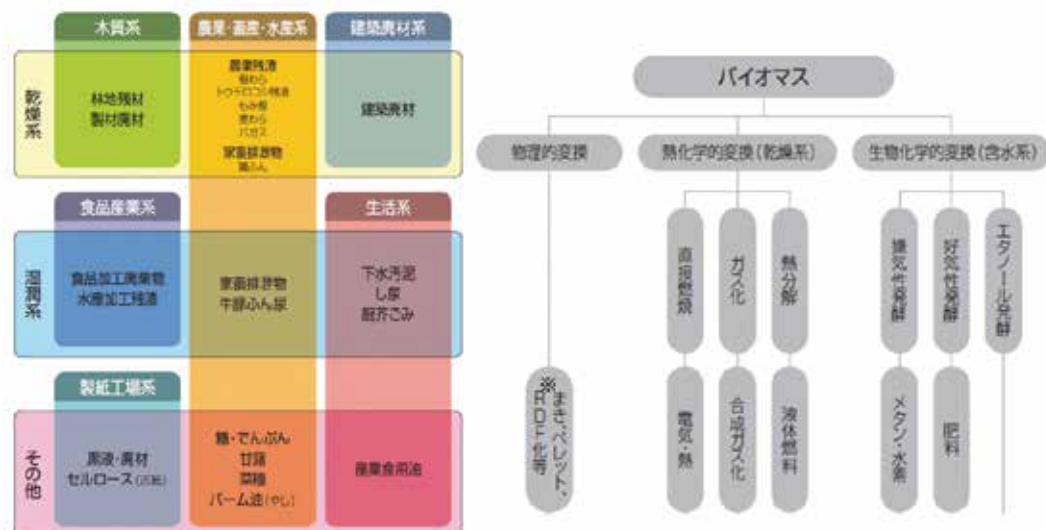 木質系
農業・畜産・水産系
建築廃材系
乾燥系
林地残材
製材廃材
農業残渣
稲わら
トウモロコシ残渣
もみ殻
麦わら
バガス
家畜排泄物
鶏ふん
建築廃材
食品産業系
生活系
湿潤系
食品加工廃棄物
水産加工残渣
家畜排泄物
牛豚ふん尿
下水汚泥
し尿
厨芥ごみ
製紙工場系
その他
黒液・廃材
セルロース(古紙)
糖・でんぷん
甘藷
菜種
パーム油(やし)
産業食用油
バイオマス
物理的変換
熱化学的変換(乾燥系)
生物化学的変換(含水系)
直接燃焼
ガス化
熱分解
嫌気性発酵
好気性発酵
エタノール発酵
※まき、ペレット、
RDF化等
電気・熱
合成ガス化
液体燃料
メタン・水素
肥料